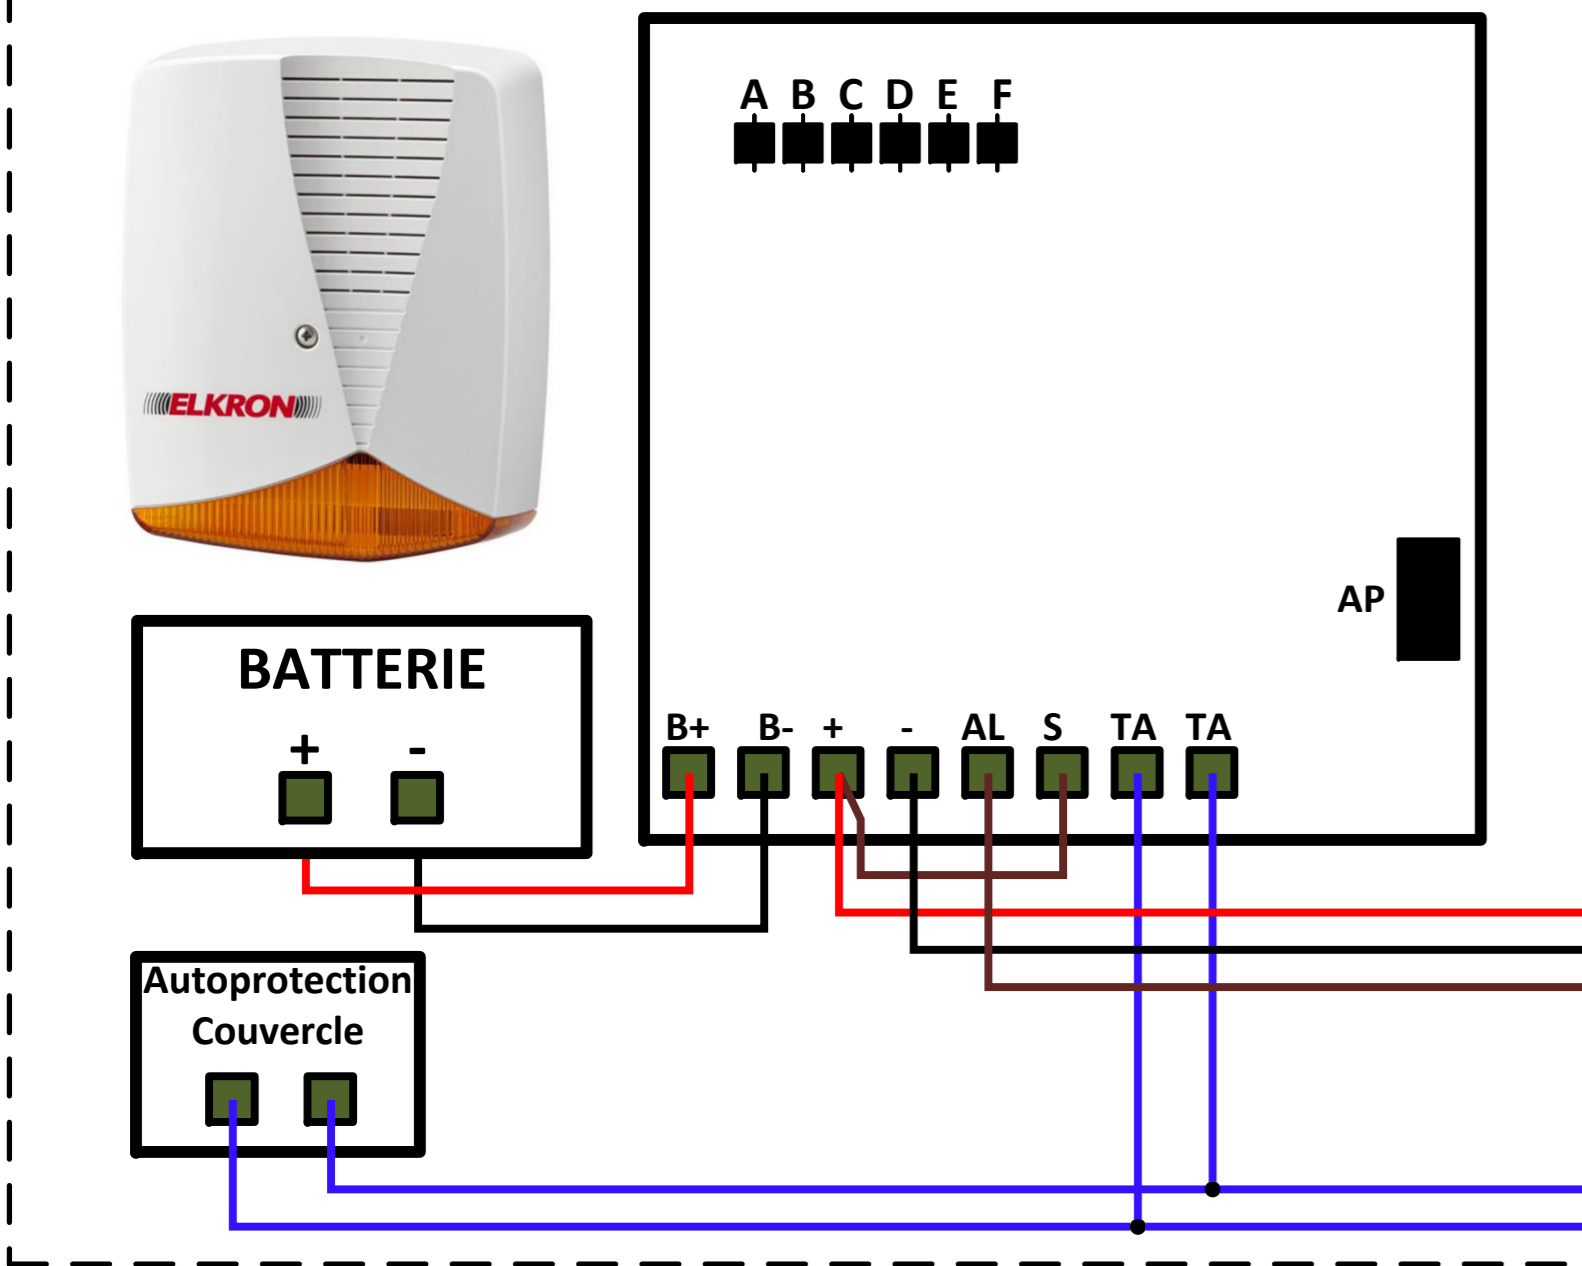 A B C D E F
ELKRON
AP
BATTERIE
+ -
B+ B- + - AL S TA TA
Autoprotection
Couvercle